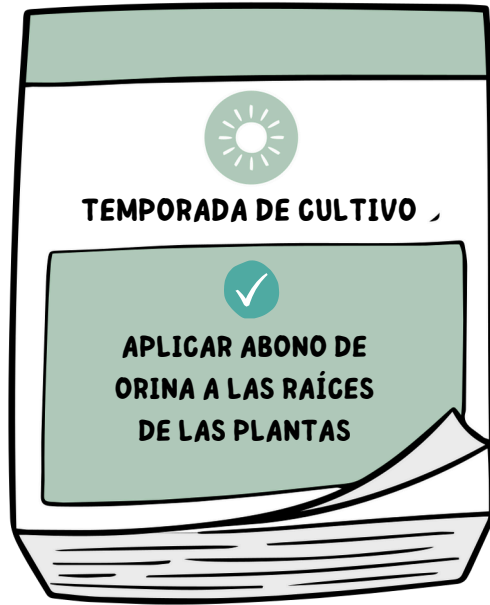 TEMPORADA DE CULTIVO
APLICAR ABONO DE
ORINA A LAS RAÍCES
DE LAS PLANTAS